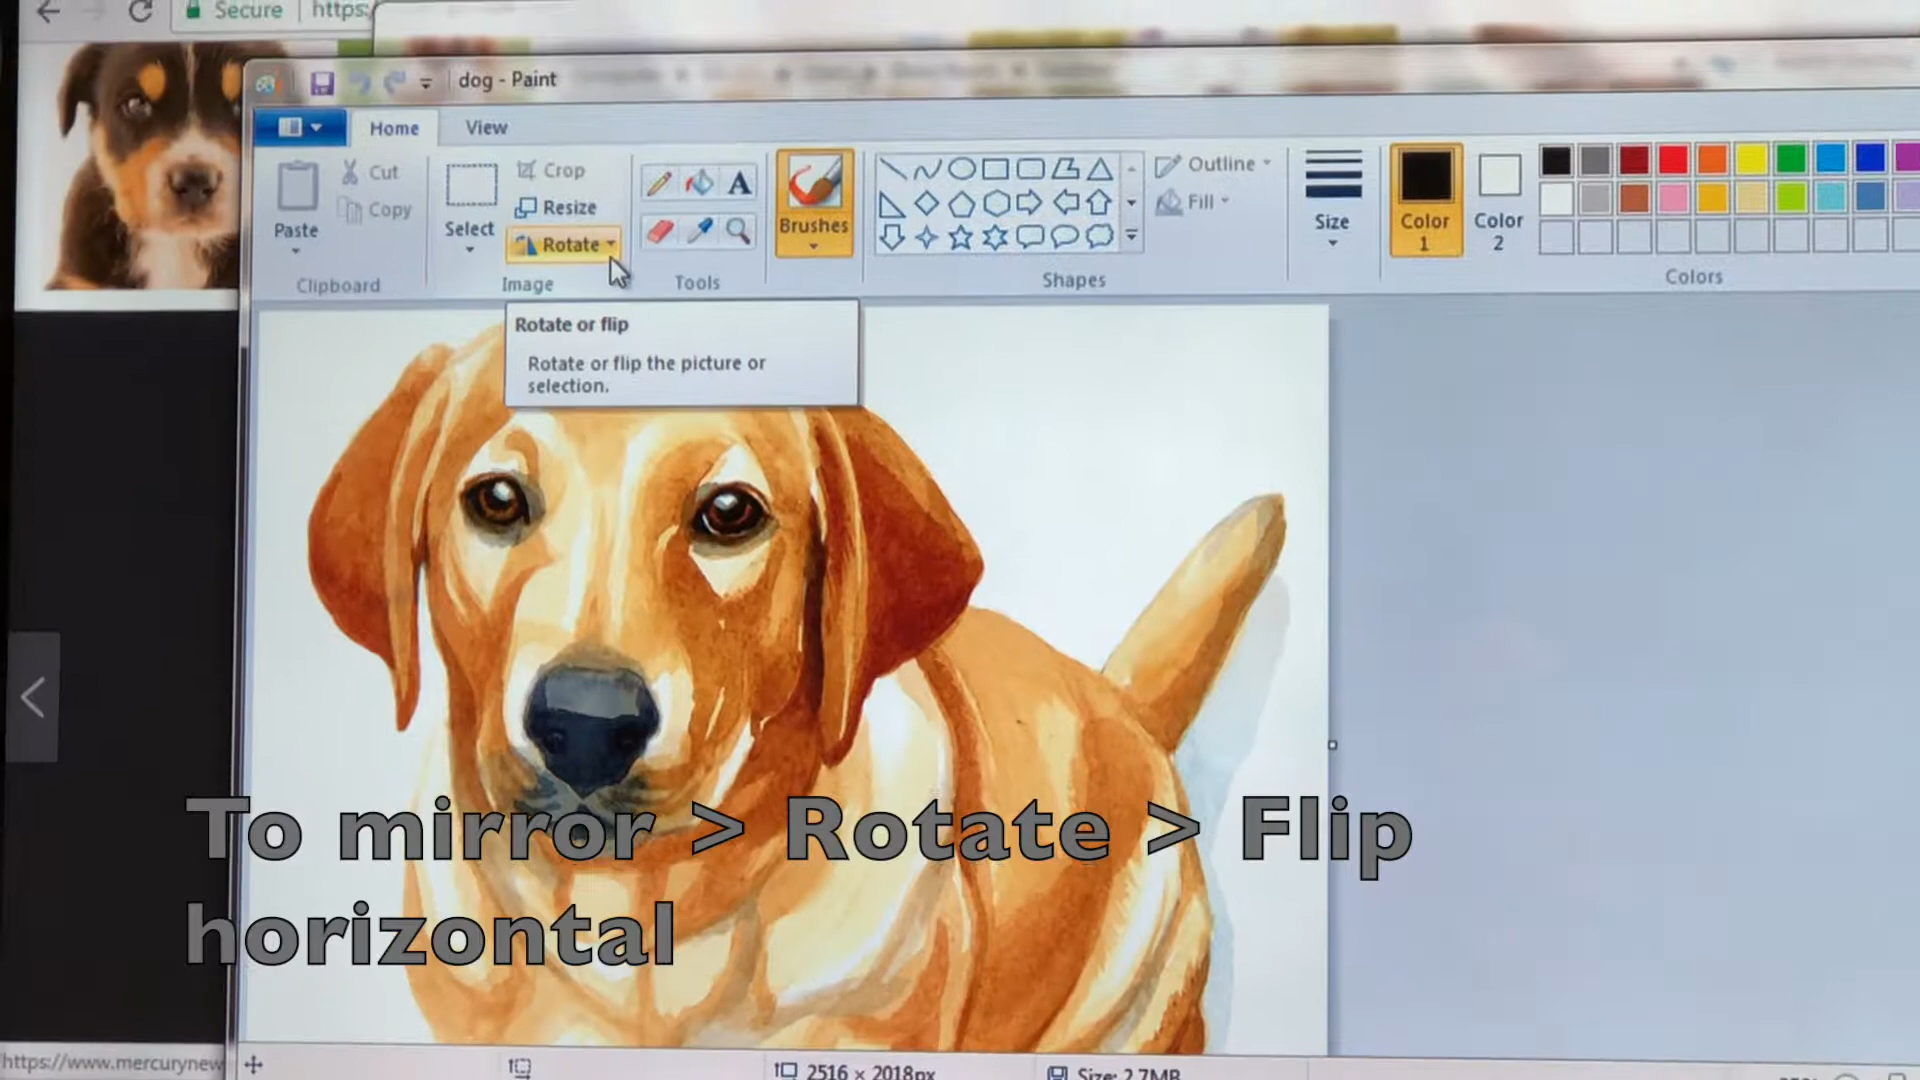 Secure | https:
dog - Paint
Home View
Cut
Copy
Paste
Clipboard
Select
Crop
Resize
Rotate
Image
A
Tools
Brushes
Shapes
Outline
Fill
Size
Color 1
Color 2
Colors
Rotate or flip
Rotate or flip the picture or
selection.
To mirror > Rotate > Flip
horizontal
https://www.mercurynew
2516 × 2018px
Size: 2.7MB